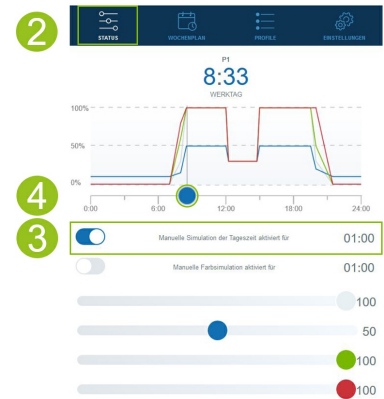 2
STATUS WOCHENPLAN PROFILE EINSTELLUNGEN
P1
8:33
WERKTAG
100%
50%
0%
4
0:00 6:00 12:00 18:00 24:00
3
Manuelle Simulation der Tageszeit aktiviert für 01:00
Manuelle Farbsimulation aktiviert für 01:00
100
50
100
100